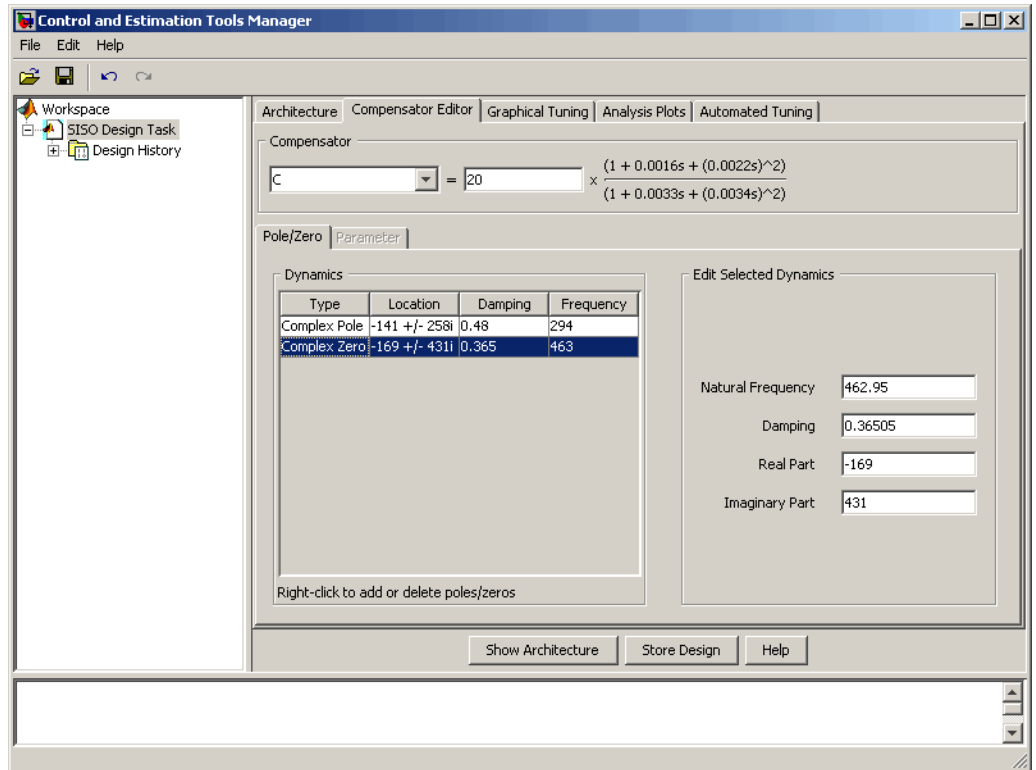 Control and Estimation Tools Manager
File Edit Help
Workspace
SISO Design Task
Design History
Architecture Compensator Editor Graphical Tuning Analysis Plots Automated Tuning
Compensator
C = 20 x (1 + 0.0016s + (0.0022s)^2)
(1 + 0.0033s + (0.0034s)^2)
Pole/Zero Parameter
Dynamics
Type Location Damping Frequency
Complex Pole -141 +/- 258i 0.48 294
Complex Zero -169 +/- 431i 0.365 463
Right-click to add or delete poles/zeros
Edit Selected Dynamics
Natural Frequency 462.95
Damping 0.36505
Real Part -169
Imaginary Part 431
Show Architecture Store Design Help